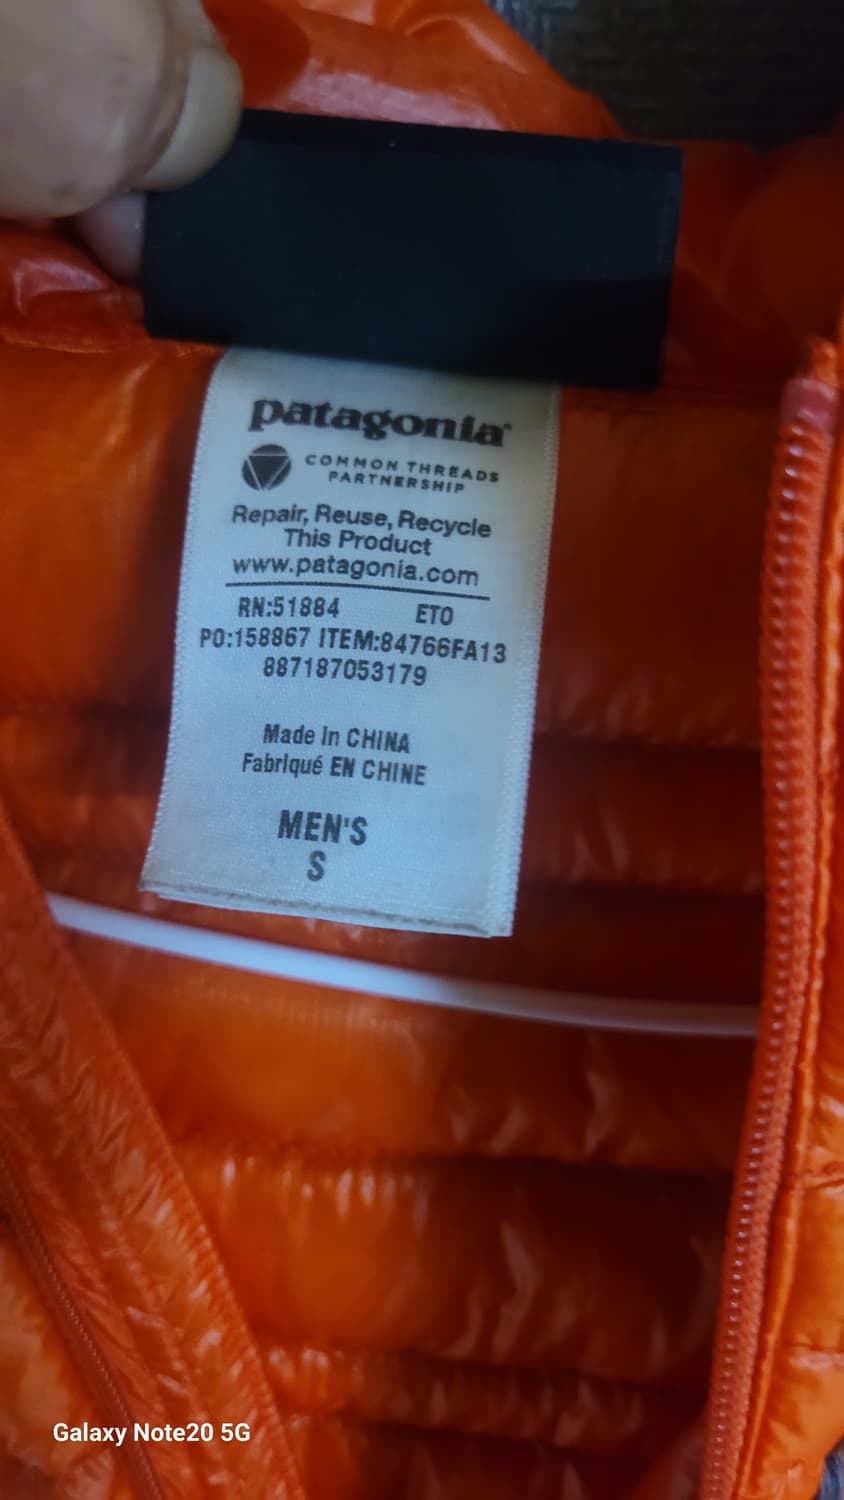 patagonia®
COMMON THREADS
PARTNERSHIP
Repair, Reuse, Recycle
This Product
www.patagonia.com
RN:51884 ETO
PO:158867 ITEM:84766FA13
887187053179
Made In CHINA
Fabriqué EN CHINE
MEN'S
S
Galaxy Note20 5G